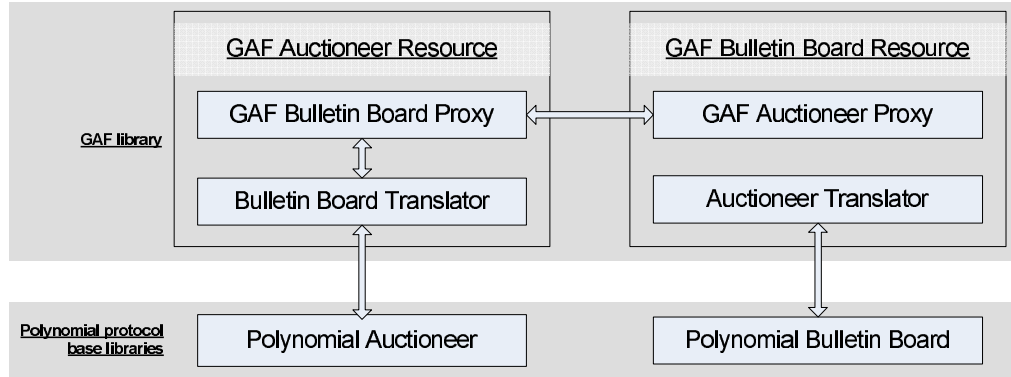 GAF Auctioneer Resource
GAF Bulletin Board Resource
GAF Bulletin Board Proxy
GAF Auctioneer Proxy
GAF library
Bulletin Board Translator
Auctioneer Translator
Polynomial protocol
base libraries
Polynomial Auctioneer
Polynomial Bulletin Board